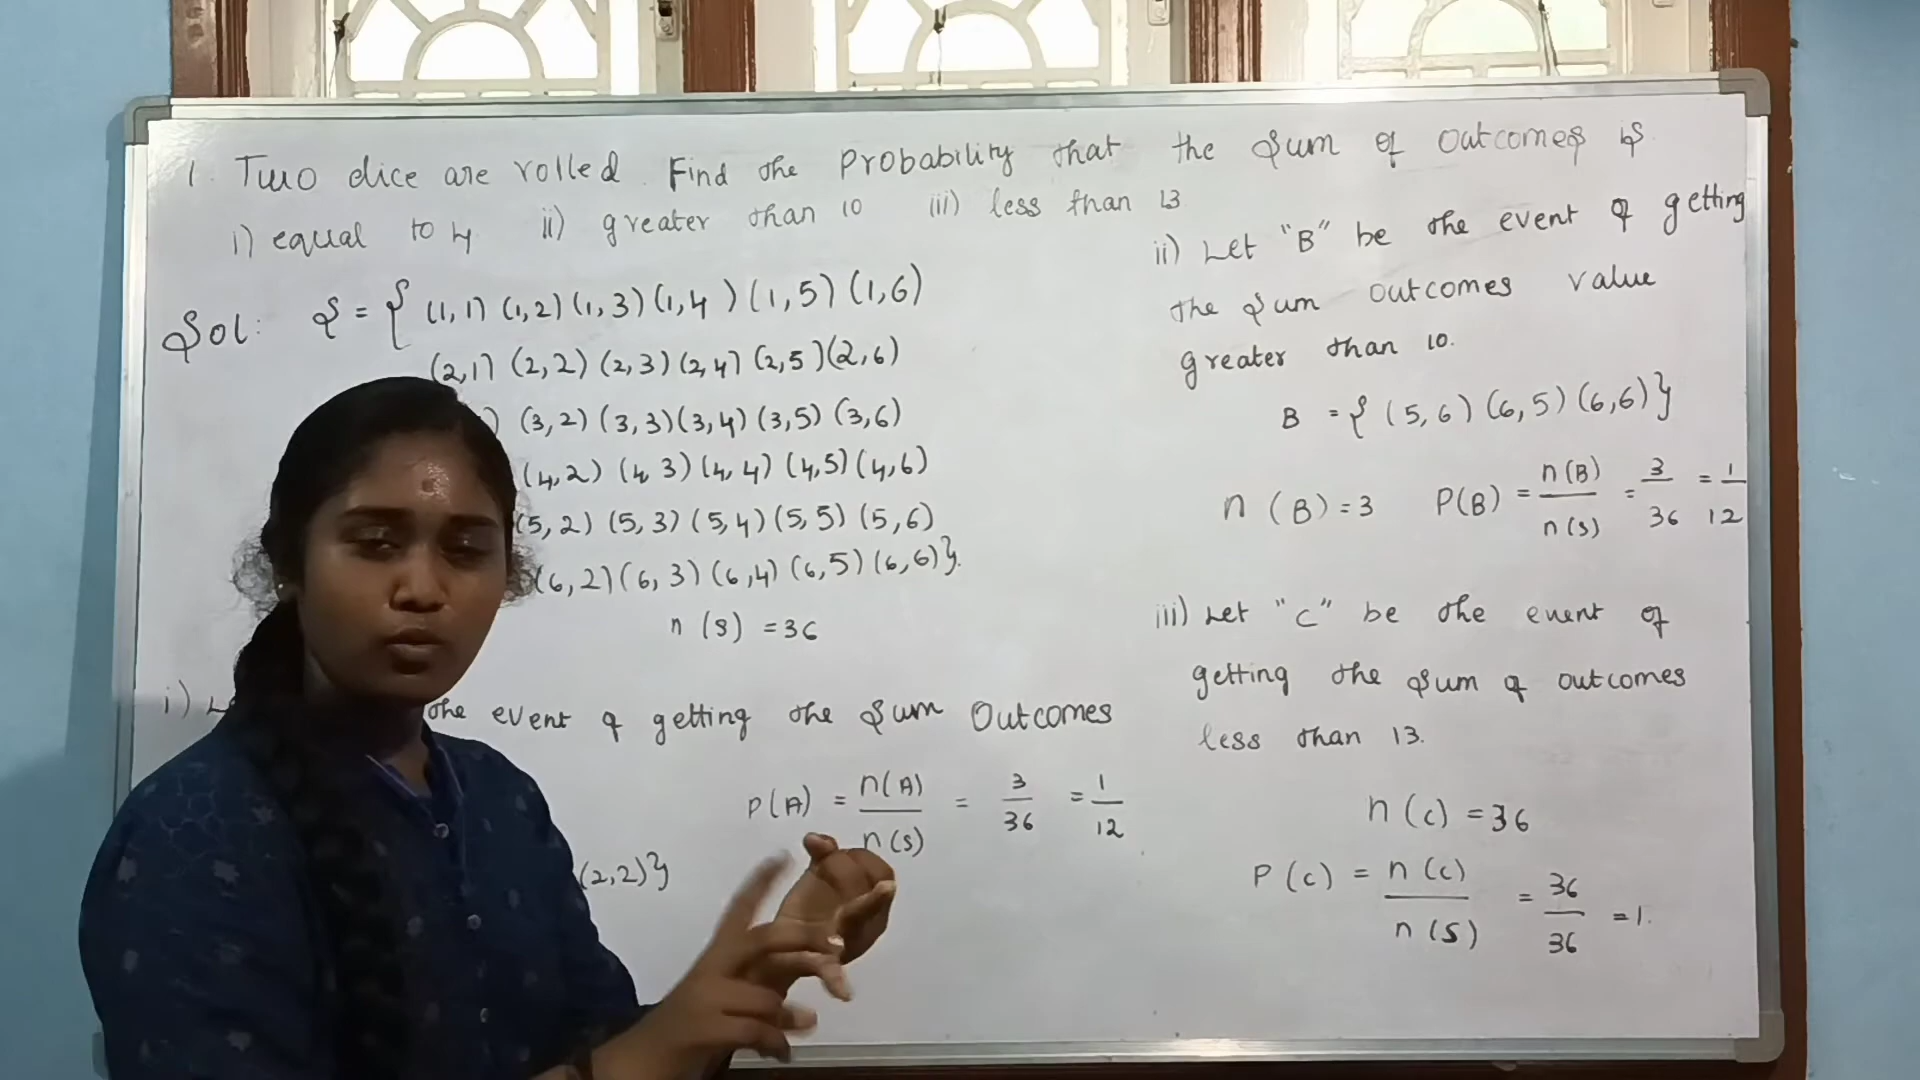 1. Two dice are rolled. Find the probability that the sum of outcomes is
i) equal to 4 ii) greater than 10 iii) less than 13
Sol: S = { (1,1) (1,2) (1,3) (1,4) (1,5) (1,6)
(2,1) (2,2) (2,3) (2,4) (2,5) (2,6)
(3,2) (3,3) (3,4) (3,5) (3,6)
(4,2) (4,3) (4,4) (4,5) (4,6)
(5,2) (5,3) (5,4) (5,5) (5,6)
(6,2) (6,3) (6,4) (6,5) (6,6)}.
n (S) = 36
i) the event of getting the Sum Outcomes
P(A) = n(A) / n(S) = 3/36 = 1/12
(2,2)}
ii) Let "B" be the event of getting
the Sum outcomes value
greater than 10.
B = { (5,6) (6,5) (6,6) }
n (B) = 3 P(B) = n(B) / n(S) = 3/36 = 1/12
iii) Let "C" be the event of
getting the Sum of outcomes
less than 13.
n (c) = 36
P (c) = n (c) / n (S) = 36/36 = 1.